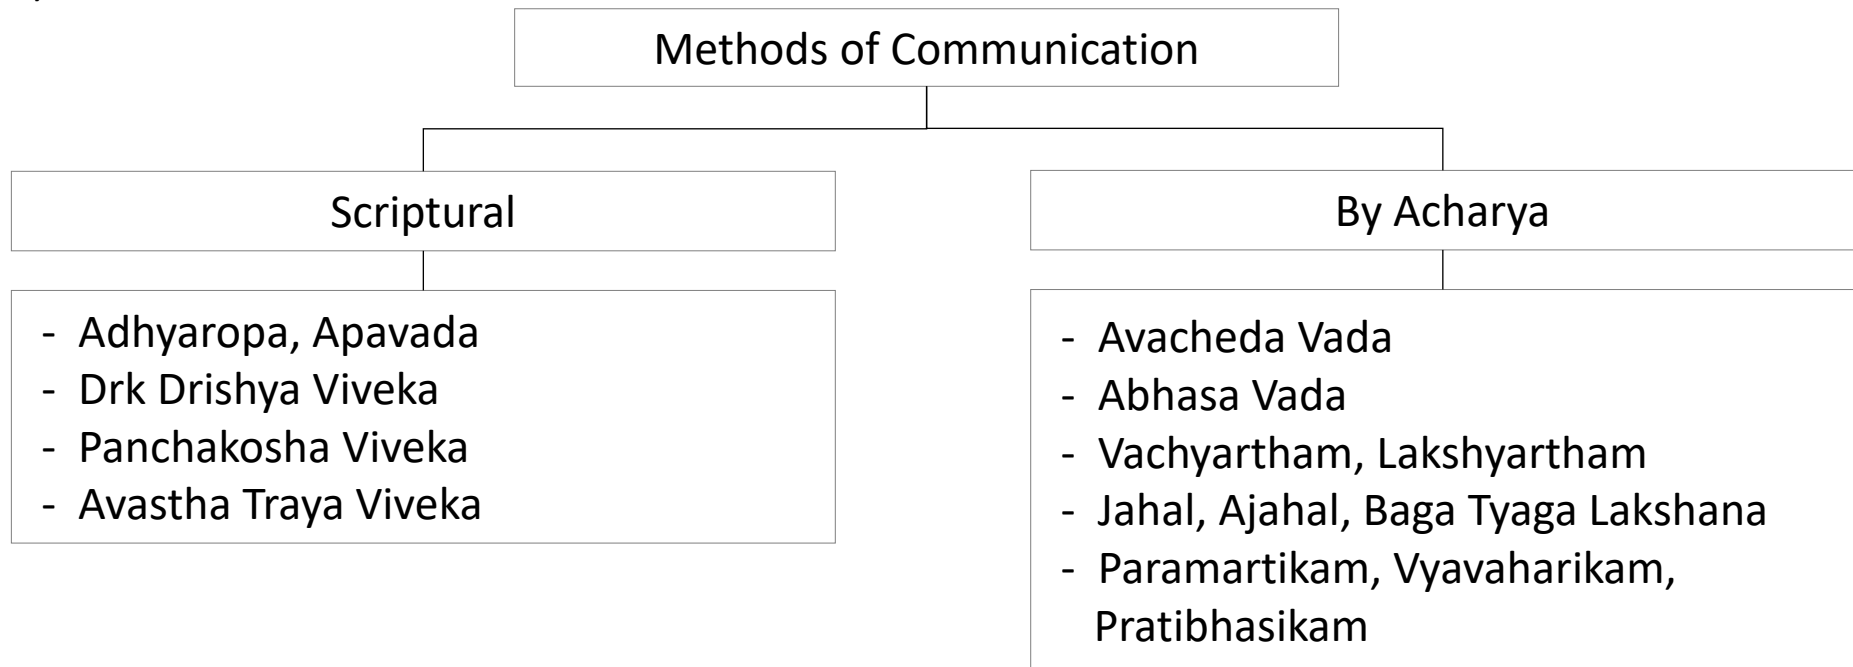 Methods of Communication
Scriptural
- Adhyaropa, Apavada
- Drk Drishya Viveka
- Panchakosha Viveka
- Avastha Traya Viveka
By Acharya
- Avacheda Vada
- Abhasa Vada
- Vachyartham, Lakshyartham
- Jahal, Ajahal, Baga Tyaga Lakshana
- Paramartikam, Vyavaharikam,
Pratibhasikam